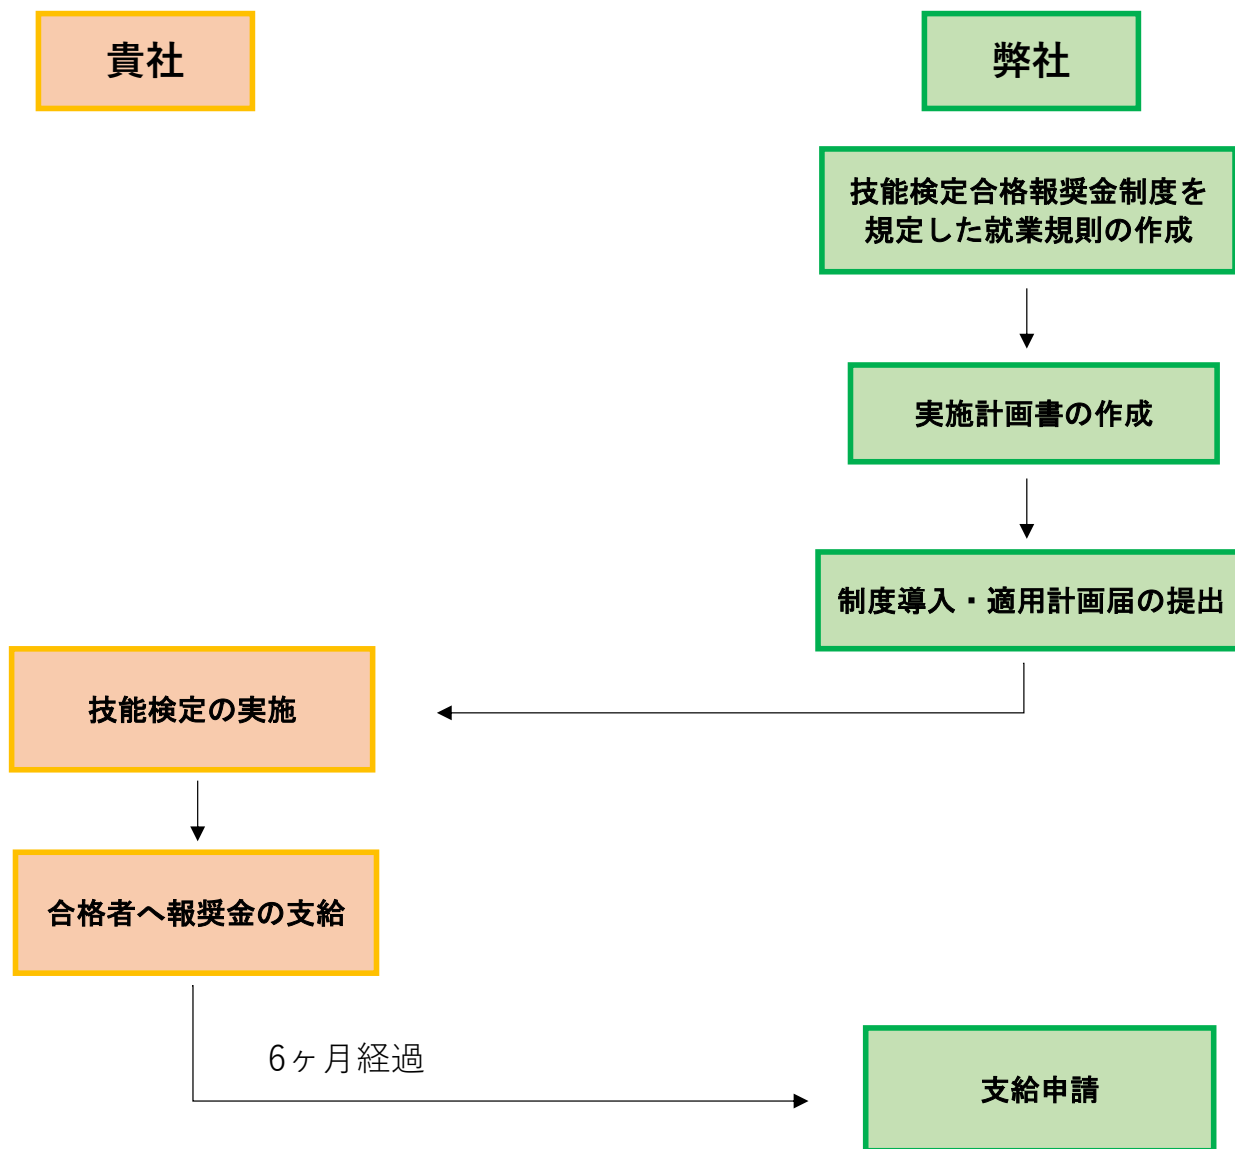 貴社
弊社
技能検定合格報奨金制度を
規定した就業規則の作成
実施計画書の作成
制度導入・適用計画届の提出
技能検定の実施
合格者へ報奨金の支給
6ヶ月経過
支給申請